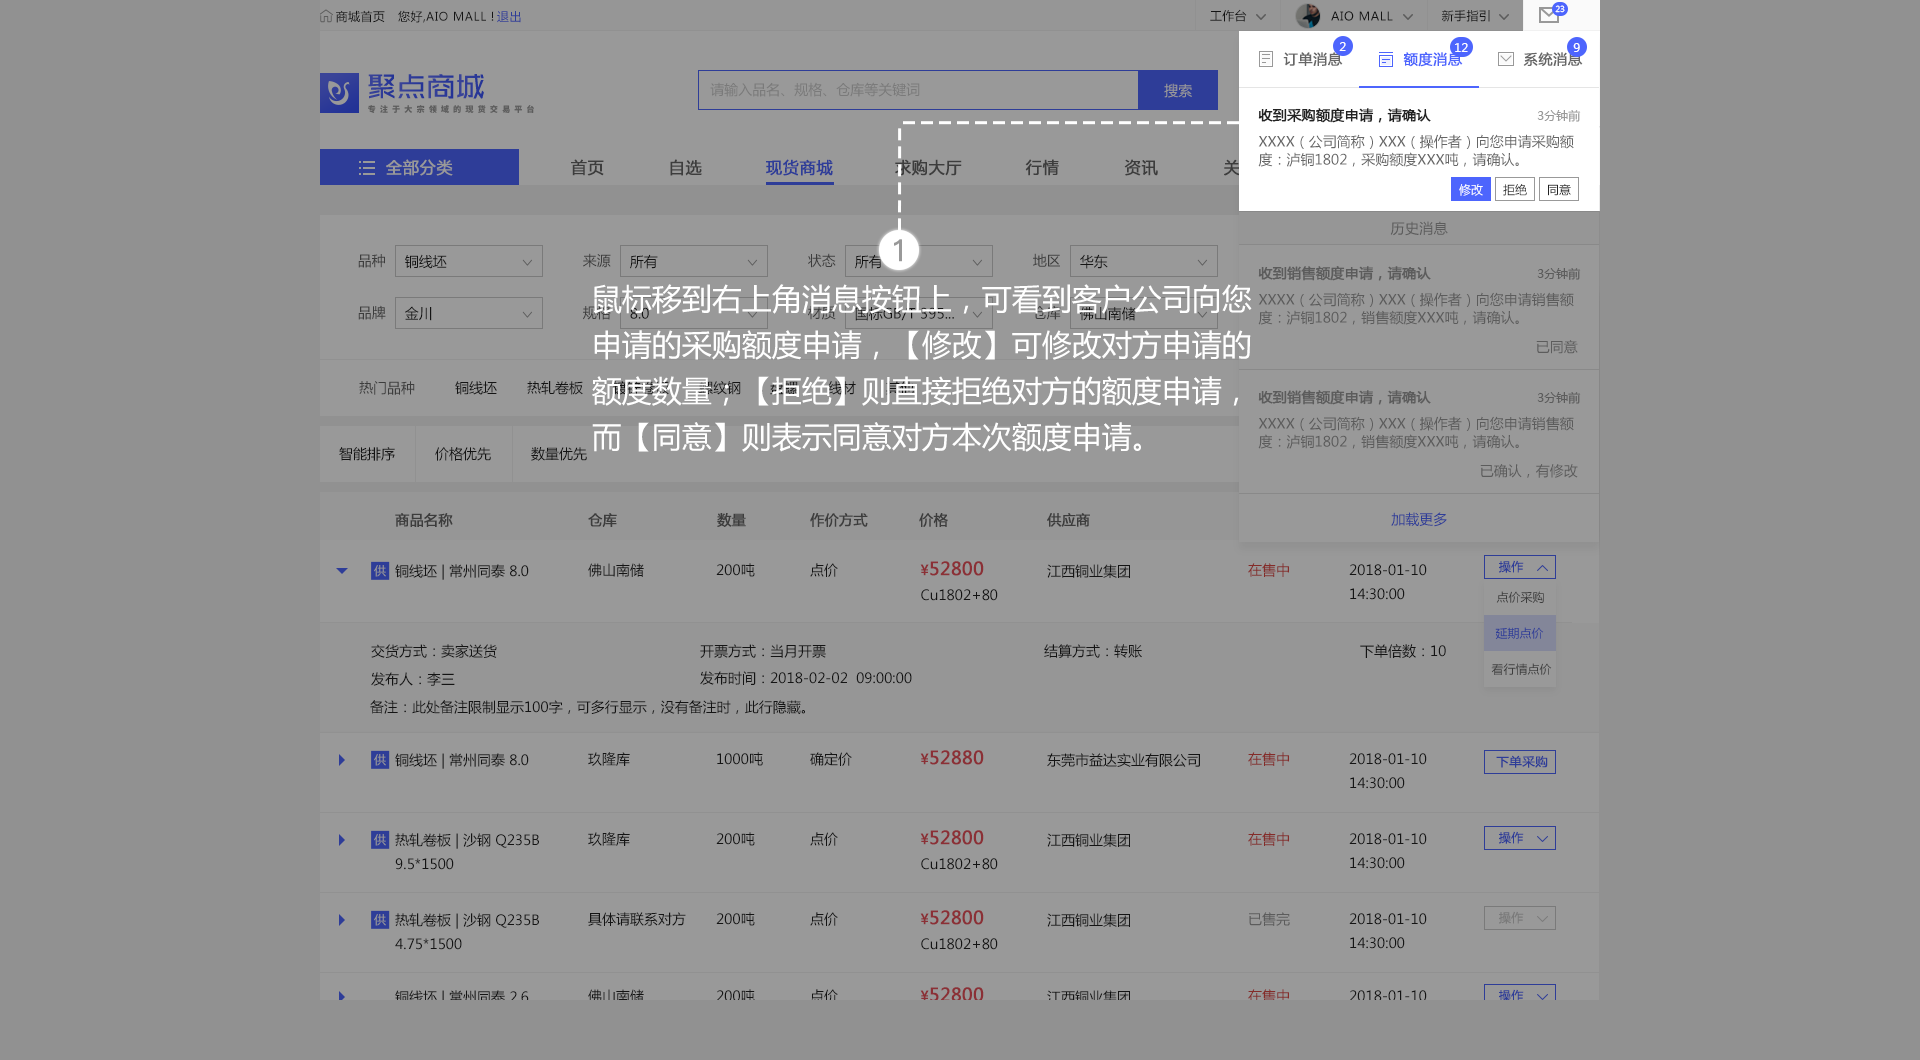 商城首页 您好,AIO MALL ! 退出
工作台 AIO MALL 新手指引 23
订单消息 2 额度消息 12 系统消息 9
聚点商城
专注于大宗领域的现货交易平台
请输入品名、规格、仓库等关键词 搜索
收到采购额度申请，请确认 3分钟前
XXXX（公司简称）XXX（操作者）向您申请采购额
度：泸铜1802，采购额度XXX吨，请确认。
修改 拒绝 同意
全部分类 首页 自选 现货商城 求购大厅 行情 资讯 关
历史消息
1
品种 铜线坯 来源 所有 状态 所有 地区 华东
收到销售额度申请，请确认 3分钟前
XXXX（公司简称）XXX（操作者）向您申请销售额
度：泸铜1802，销售额度XXX吨，请确认。
已同意
鼠标移到右上角消息按钮上，可看到客户公司向您
申请的采购额度申请，【修改】可修改对方申请的
额度数量；【拒绝】则直接拒绝对方的额度申请，
而【同意】则表示同意对方本次额度申请。
品牌 金川 规格 8.0 材质 国标GB/T 395... 仓库 佛山南储
热门品种 铜线坯 热轧卷板
收到销售额度申请，请确认 3分钟前
XXXX（公司简称）XXX（操作者）向您申请销售额
度：泸铜1802，销售额度XXX吨，请确认。
已确认，有修改
智能排序 价格优先 数量优先
加载更多
商品名称 仓库 数量 作价方式 价格 供应商
供 铜线坯 | 常州同泰 8.0 佛山南储 200吨 点价 ¥52800 江西铜业集团 在售中 2018-01-10 操作
Cu1802+80 14:30:00 点价采购
延期点价
看行情点价
交货方式：卖家送货 开票方式：当月开票 结算方式：转账 下单倍数：10
发布人：李三 发布时间：2018-02-02 09:00:00
备注：此处备注限制显示100字，可多行显示，没有备注时，此行隐藏。
供 铜线坯 | 常州同泰 8.0 玖隆库 1000吨 确定价 ¥52880 东莞市益达实业有限公司 在售中 2018-01-10 下单采购
14:30:00
供 热轧卷板 | 沙钢 Q235B 玖隆库 200吨 点价 ¥52800 江西铜业集团 在售中 2018-01-10 操作
9.5*1500 Cu1802+80 14:30:00
供 热轧卷板 | 沙钢 Q235B 具体请联系对方 200吨 点价 ¥52800 江西铜业集团 已售完 2018-01-10 操作
4.75*1500 Cu1802+80 14:30:00
铜线坯 | 常州同泰 2.6 佛山南储 200吨 点价 ¥52800 江西铜业集团 在售中 2018-01-10 操作